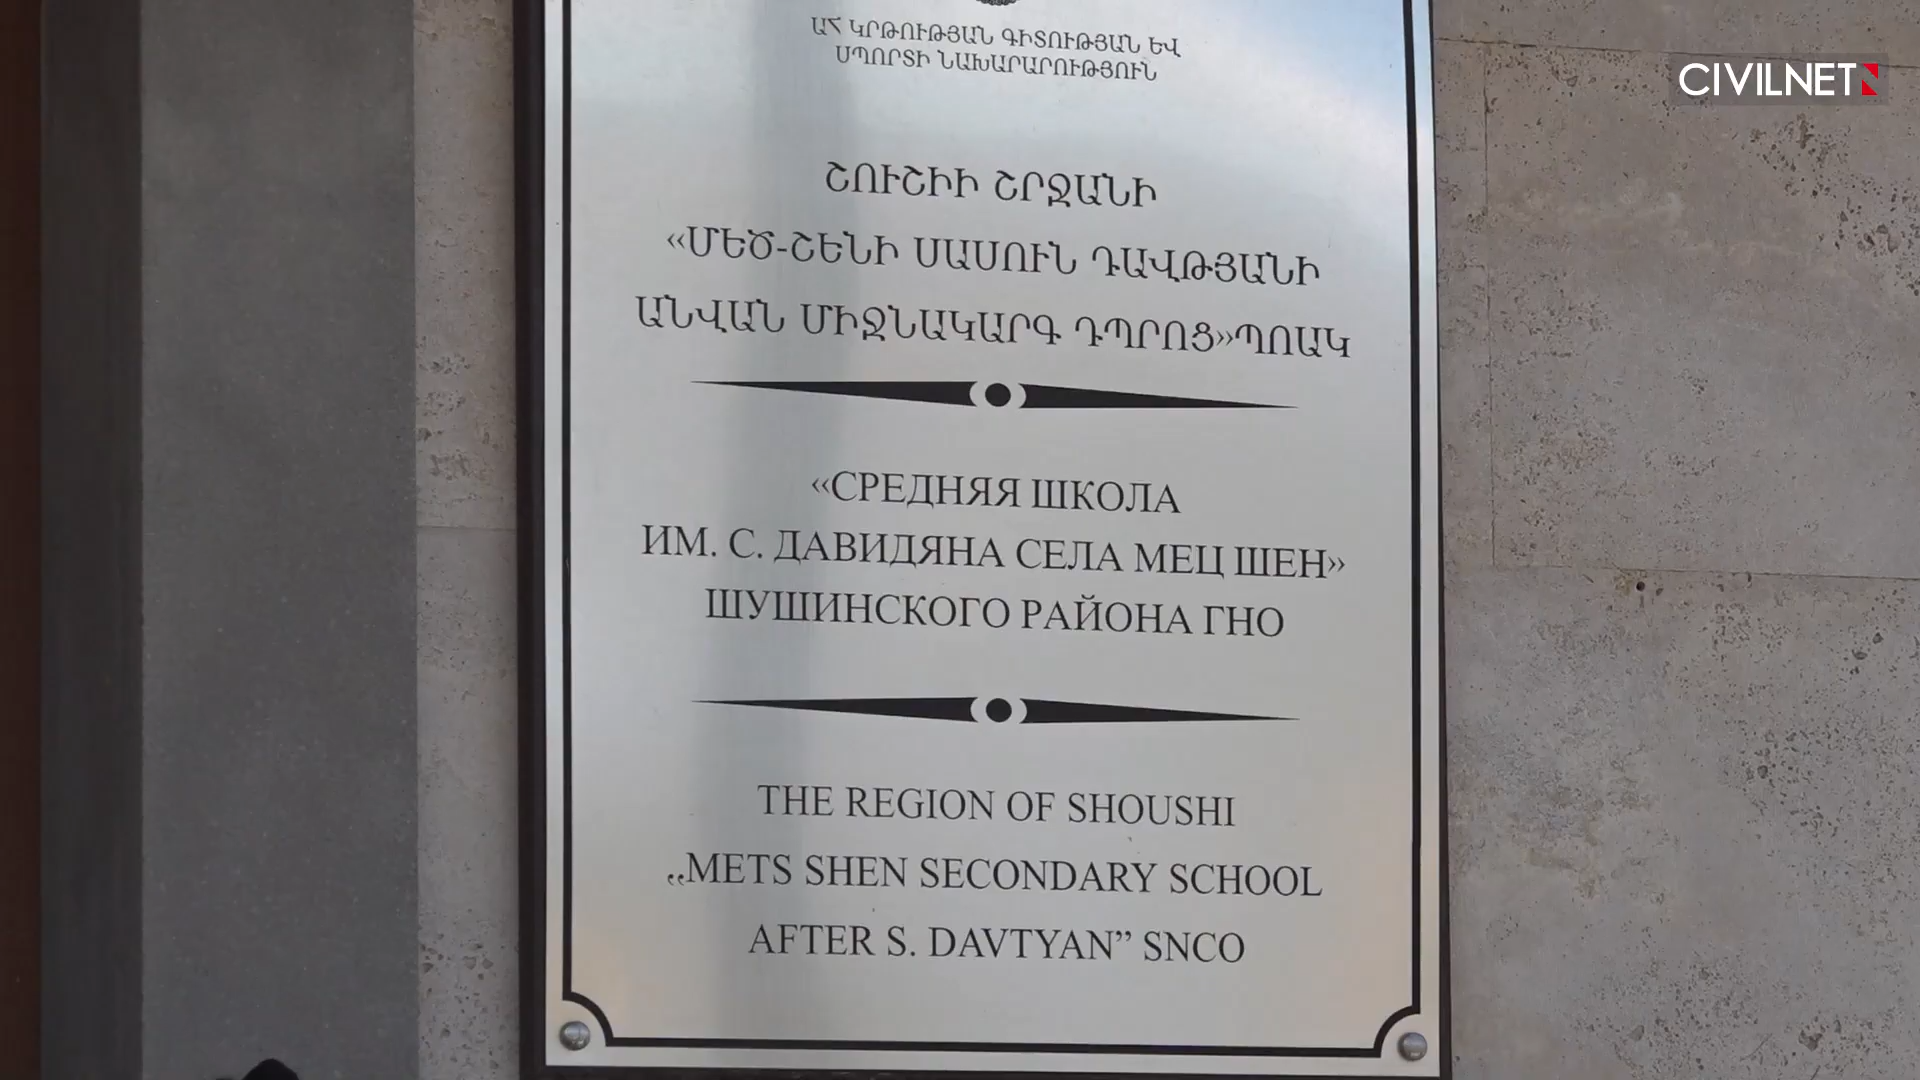 ԱՀ ԿՐԹՈՒԹՅԱՆ ԳԻՏՈՒԹՅԱՆ ԵՎ
ՍՊՈՐՏԻ ՆԱԽԱՐԱՐՈՒԹՅՈՒՆ
CIVILNET
ՇՈՒՇԻԻ ՇՐՋԱՆԻ
‹‹ՄԵԾ-ՇԵՆԻ ՍԱՍՈՒՆ ԴԱՎԹՅԱՆԻ
ԱՆՎԱՆ ՄԻՋՆԱԿԱՐԳ ԴՊՐՈՑ››ՊՈԱԿ
‹‹СРЕДНЯЯ ШКОЛА
ИМ. С. ДАВИДЯНА СЕЛА МЕЦ ШЕН››
ШУШИНСКОГО РАЙОНА ГНО
THE REGION OF SHOUSHI
„METS SHEN SECONDARY SCHOOL
AFTER S. DAVTYAN” SNCO